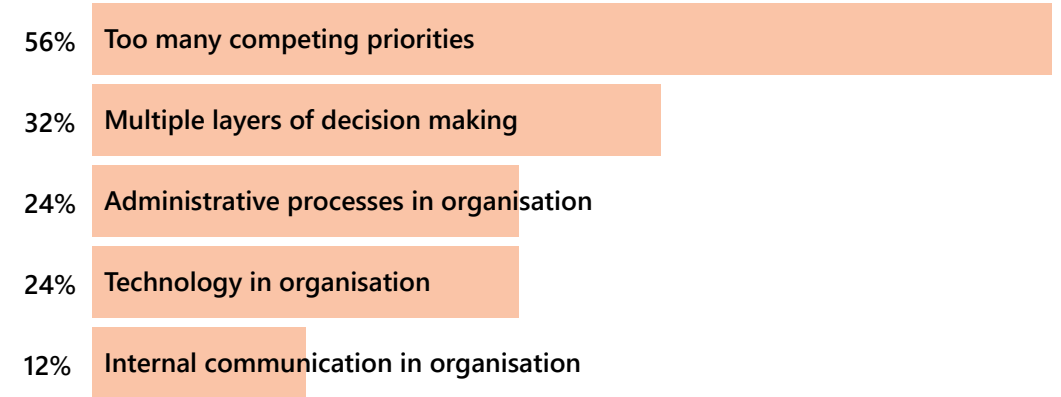 56% Too many competing priorities
32% Multiple layers of decision making
24% Administrative processes in organisation
24% Technology in organisation
12% Internal communication in organisation